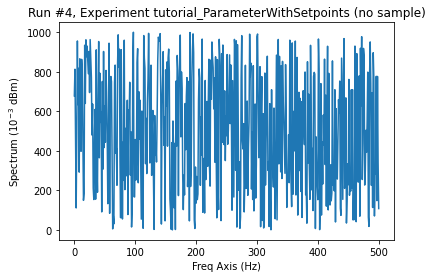 Run #4, Experiment tutorial_ParameterWithSetpoints (no sample)
1000
800
600
400
200
0
Spectrum (10⁻³ dBm)
0 100 200 300 400 500
Freq Axis (Hz)